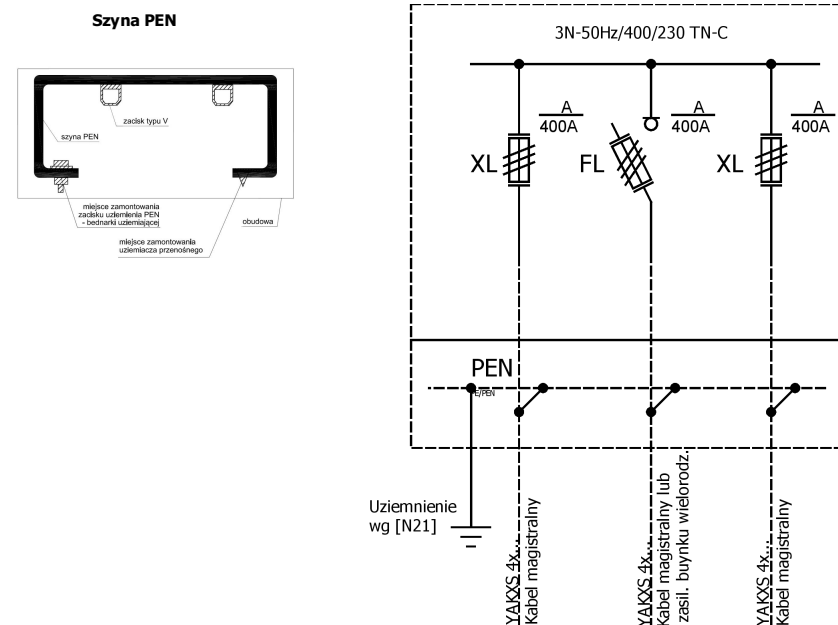 Szyna PEN
zacisk typu V
szyna PEN
miejsce zamontowania
zacisku uziemienia PEN
- bednarki uziemiającej
obudowa
miejsce zamontowania
uziemiacza przenośnego
3N-50Hz/400/230 TN-C
A
400A
A
400A
A
400A
XL
FL
XL
PEN
E/PEN
Uziemnienie
wg [N21]
YAKXS 4x...
Kabel magistralny
YAKXS 4x...
Kabel magistralny lub
zasil. buynku wielorodz.
YAKXS 4x...
Kabel magistralny